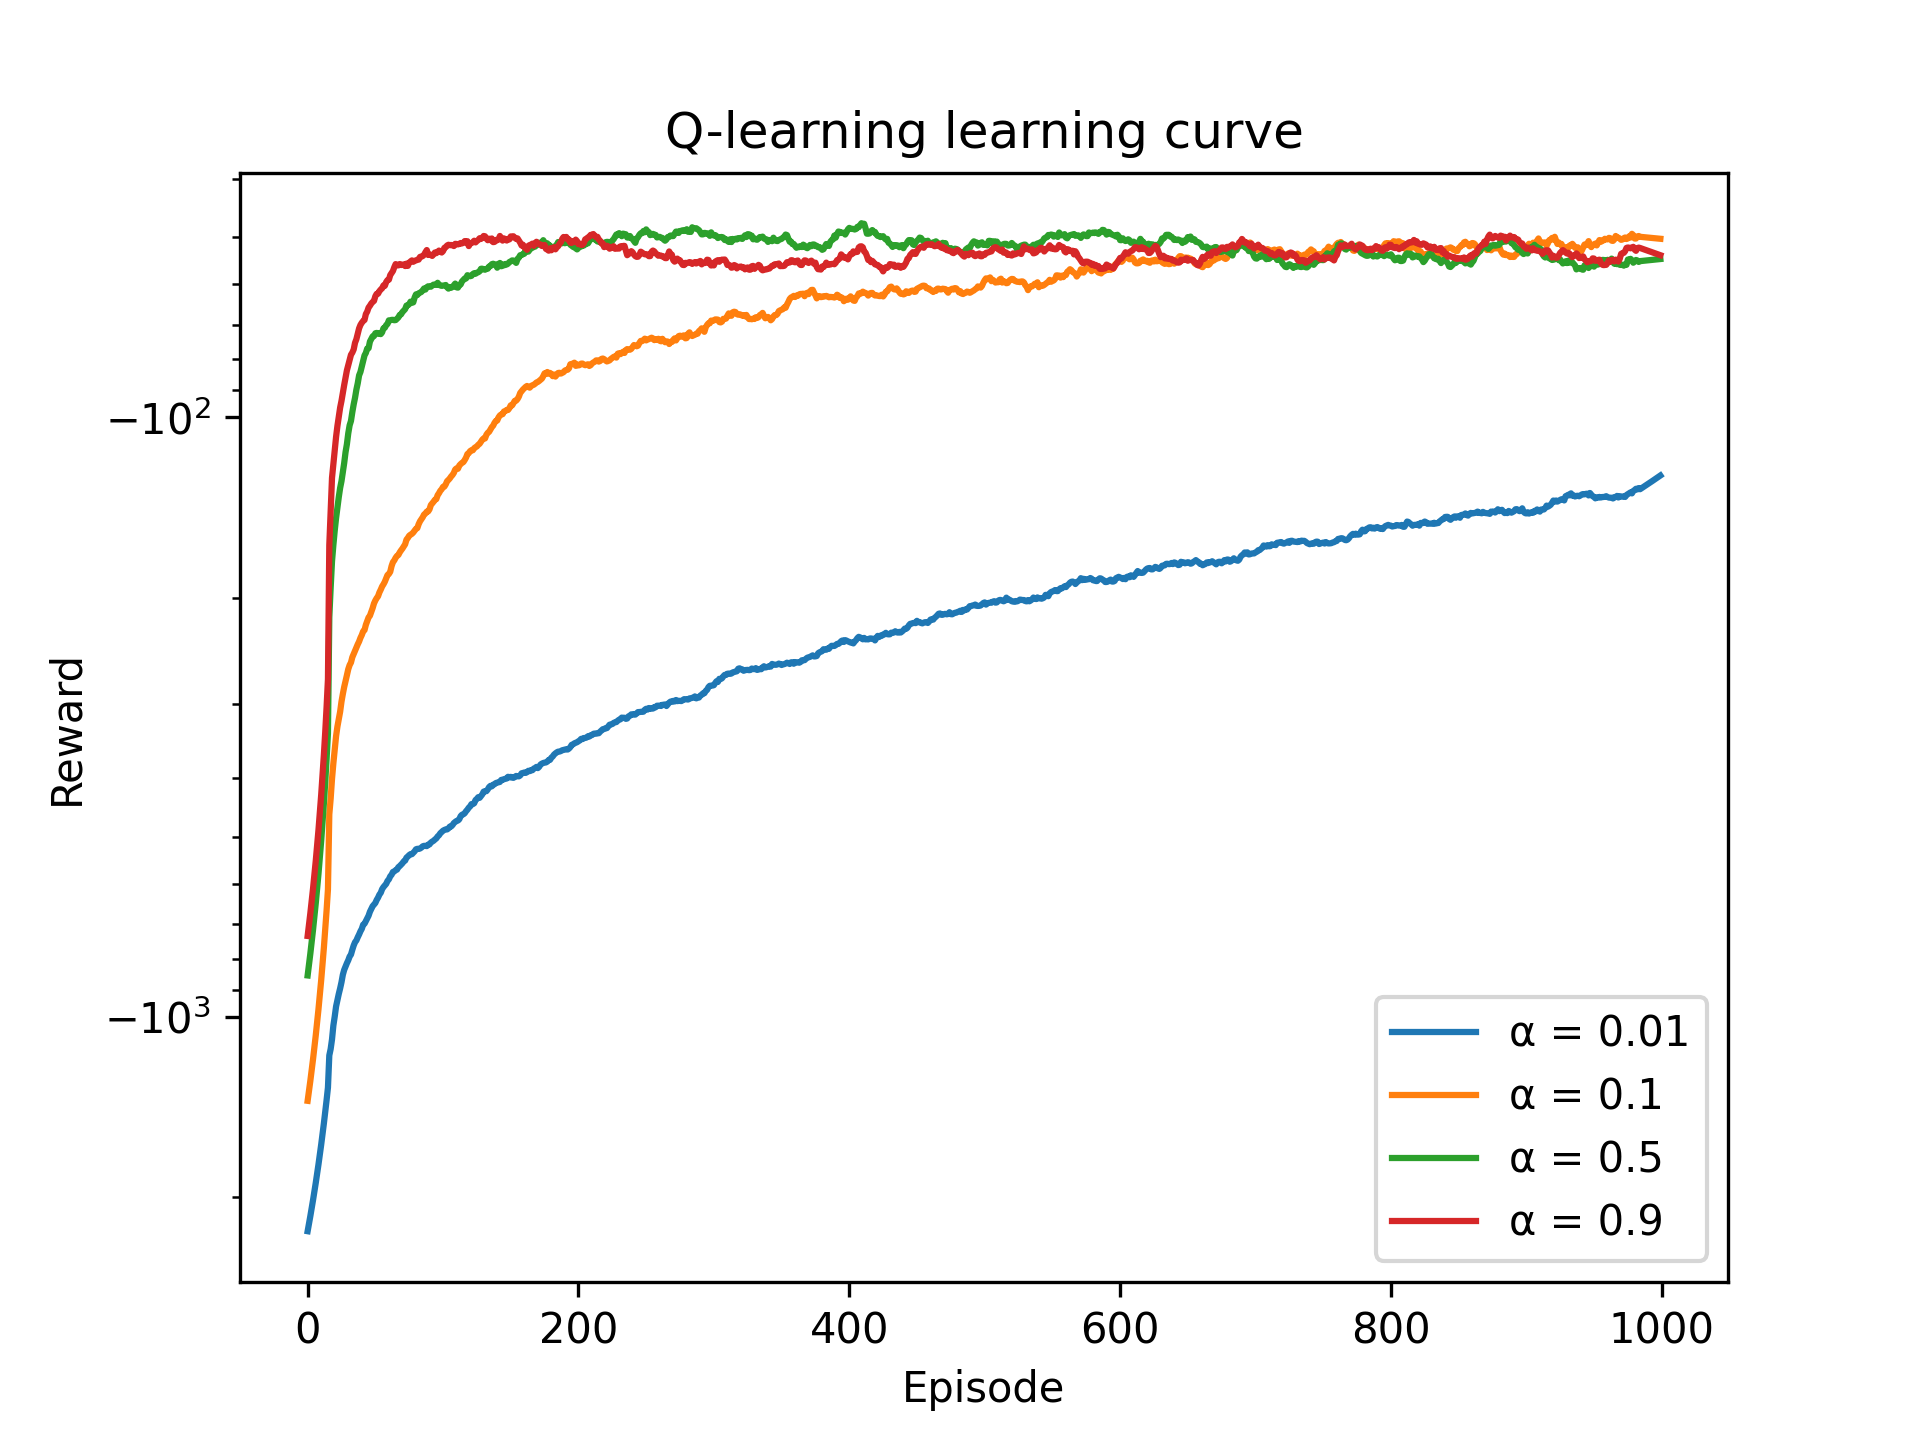 Q-learning learning curve
Reward
−10²
−10³
α = 0.01
α = 0.1
α = 0.5
α = 0.9
0 200 400 600 800 1000
Episode